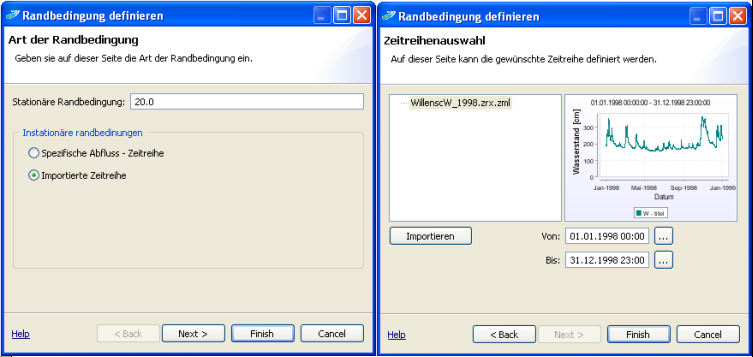 Randbedingung definieren
Art der Randbedingung
Geben sie auf dieser Seite die Art der Randbedingung ein.
Stationäre Randbedingung: 20.0
Instationäre randbedinungen
Spezifische Abfluss - Zeitreihe
Importierte Zeitreihe
Help
< Back
Next >
Finish
Cancel
Randbedingung definieren
Zeitreihenauswahl
Auf dieser Seite kann die gewünschte Zeitreihe definiert werden.
WillenscW_1998.zrx.zml
01.01.1998 00:00:00 - 31.12.1998 23:00:00
Wasserstand [cm]
300
200
100
0
Jan-1998 Mai-1998 Sep-1998 Jan-1999
Datum
W - titel
Importieren
Von: 01.01.1998 00:00 ...
Bis: 31.12.1998 23:00 ...
Help
< Back
Next >
Finish
Cancel